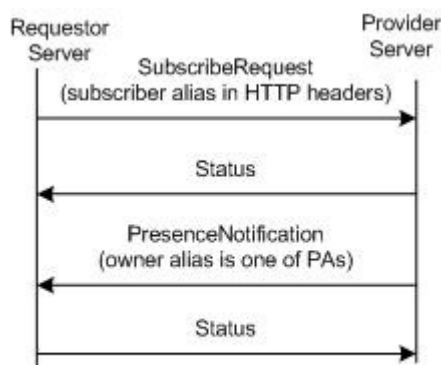 Requestor
Server
Provider
Server
SubscribeRequest
(subscriber alias in HTTP headers)
Status
PresenceNotification
(owner alias is one of PAs)
Status